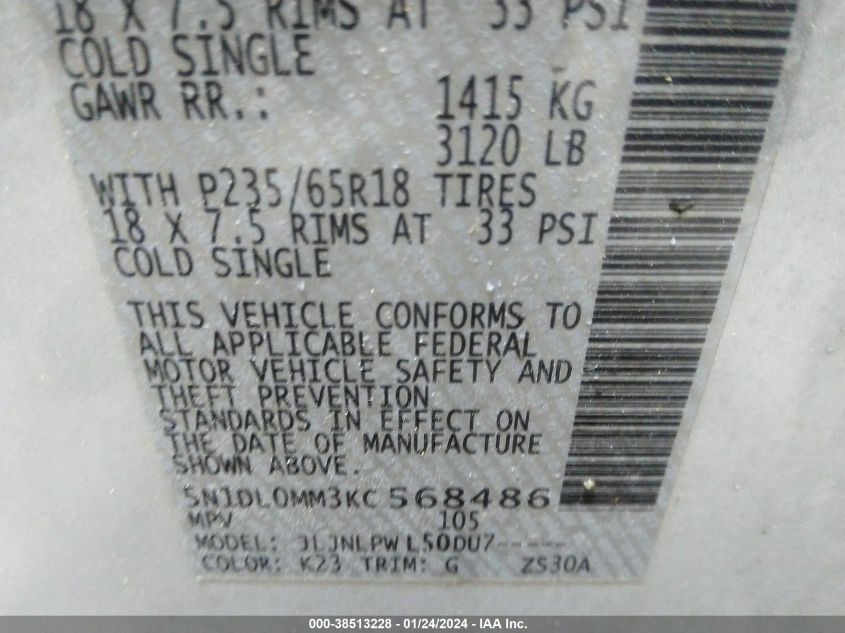 18 X 7.5 RIMS AT 33 PSI
COLD SINGLE
GAWR RR.: 1415 KG
3120 LB
WITH P235/65R18 TIRES
18 X 7.5 RIMS AT 33 PSI
COLD SINGLE
THIS VEHICLE CONFORMS TO
ALL APPLICABLE FEDERAL
MOTOR VEHICLE SAFETY AND
THEFT PREVENTION
STANDARDS IN EFFECT ON
THE DATE OF MANUFACTURE
SHOWN ABOVE.
5N1DL0MM3KC568486
MPV 105
MODEL: JLJNLPWL50DU7-----
COLOR: K23 TRIM: G ZS30A
000-38513228 - 01/24/2024 - IAA Inc.